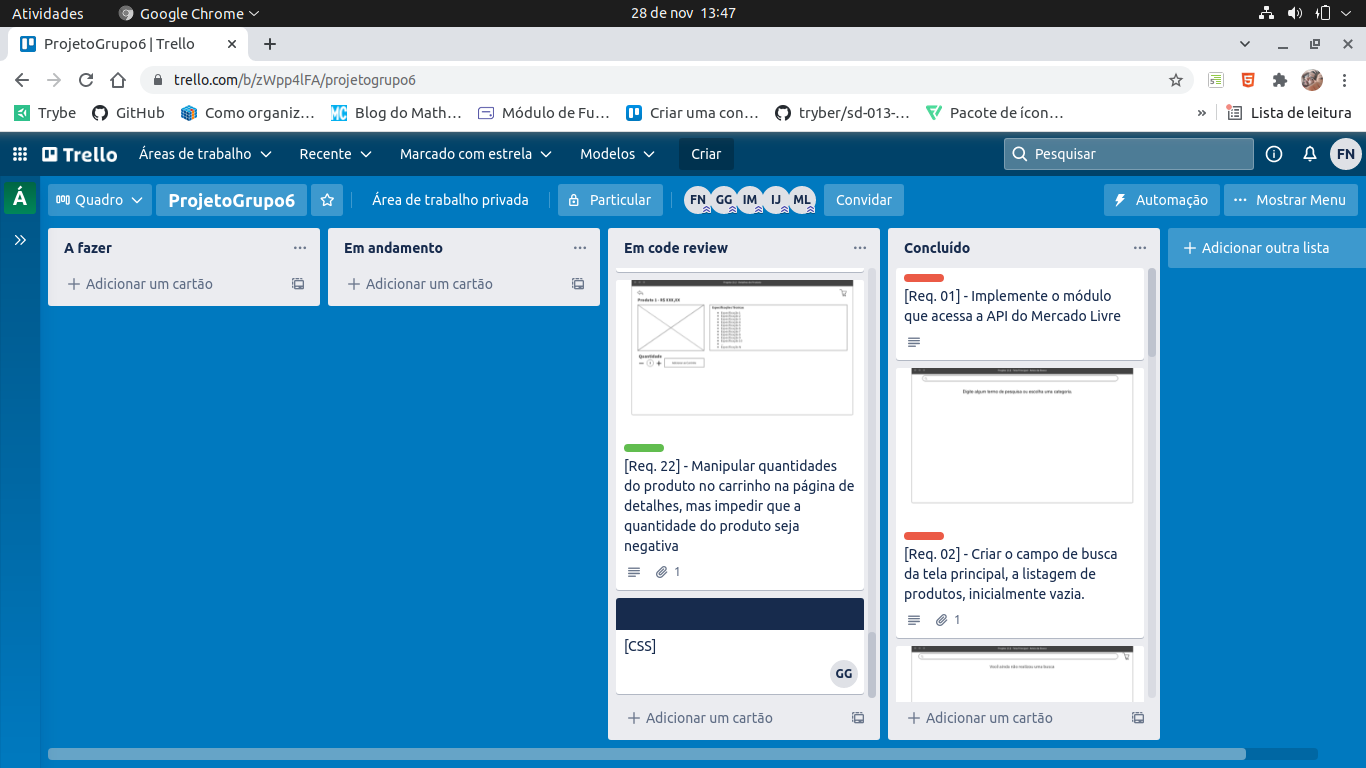 Atividades
Google Chrome
28 de nov 13:47
ProjetoGrupo6 | Trello
trello.com/b/zWpp4lFA/projetogrupo6
Trybe
GitHub
Como organiz…
Blog do Math…
Módulo de Fu…
Criar uma con…
tryber/sd-013-…
Pacote de ícon…
»
Lista de leitura
Trello
Áreas de trabalho
Recente
Marcado com estrela
Modelos
Criar
Pesquisar
FN
Á
Quadro
ProjetoGrupo6
Área de trabalho privada
Particular
FN
GG
IM
IJ
ML
Convidar
Automação
Mostrar Menu
A fazer
Adicionar um cartão
Em andamento
Adicionar um cartão
Em code review
Produto 1 - R$ XXX,XX
Quantidade
[Req. 22] - Manipular quantidades
do produto no carrinho na página de
detalhes, mas impedir que a
quantidade do produto seja
negativa
1
[CSS]
GG
Adicionar um cartão
Concluído
[Req. 01] - Implemente o módulo
que acessa a API do Mercado Livre
Digite algum termo de pesquisa ou escolha uma categoria
[Req. 02] - Criar o campo de busca
da tela principal, a listagem de
produtos, inicialmente vazia.
1
Você ainda não realizou uma busca
Adicionar um cartão
Adicionar outra lista